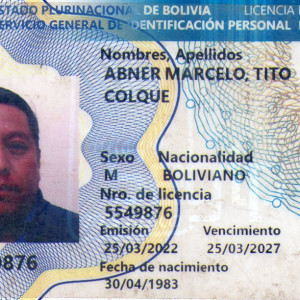 ESTADO PLURINACIONAL DE BOLIVIA LICENCIA
SERVICIO GENERAL DE IDENTIFICACIÓN PERSONAL
Nombres, Apellidos
ABNER MARCELO, TITO
COLQUE
Sexo Nacionalidad
M BOLIVIANO
Nro. de licencia
5549876
Emisión Vencimiento
25/03/2022 25/03/2027
9876
Fecha de nacimiento
30/04/1983